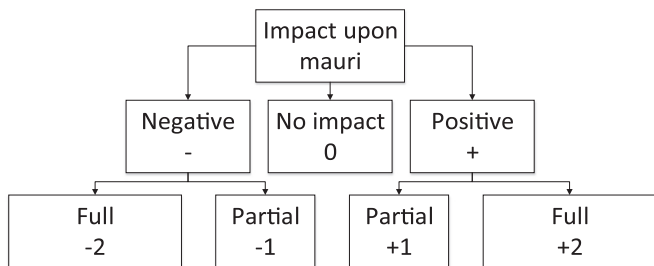 Impact upon
mauri
Negative
-
No impact
0
Positive
+
Full
-2
Partial
-1
Partial
+1
Full
+2